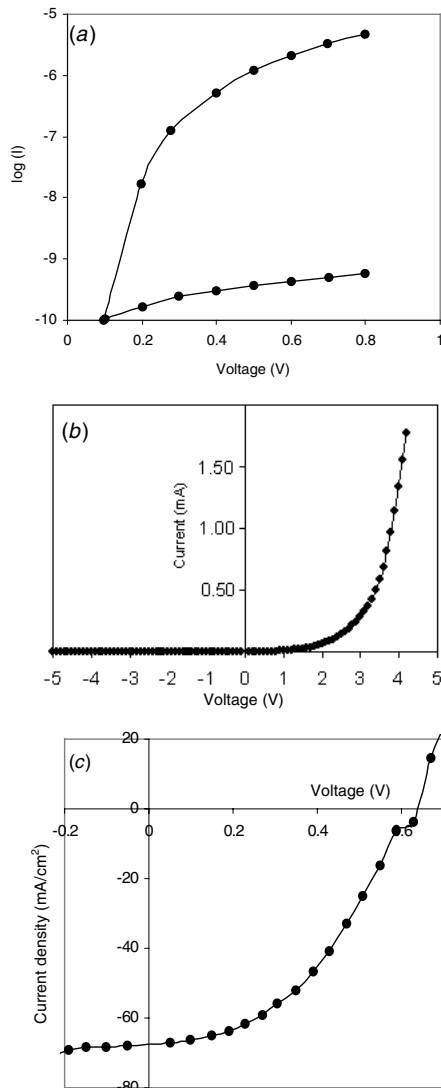 (a)
-5
-6
-7
-8
-9
-10
log (I)
0 0.2 0.4 0.6 0.8 1
Voltage (V)
(b)
1.50
1.00
0.50
Current (mA)
-5 -4 -3 -2 -1 0 1 2 3 4 5
Voltage (V)
(c)
20
Voltage (V)
0
-0.2 0 0.2 0.4 0.6
-20
-40
-60
-80
Current density (mA/cm²)